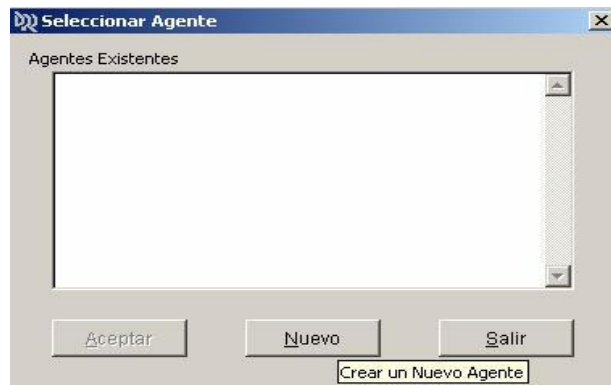 Seleccionar Agente
Agentes Existentes
Aceptar Nuevo Salir
Crear un Nuevo Agente